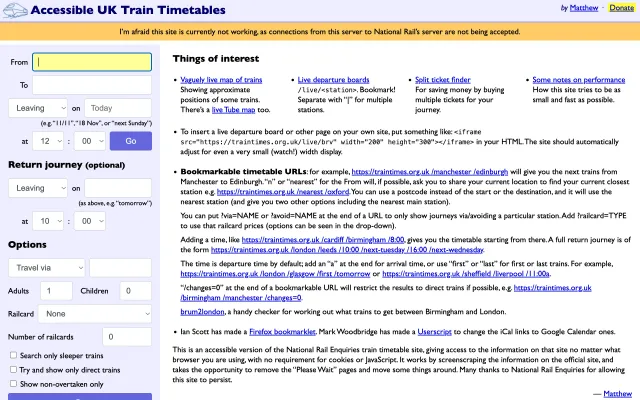 Accessible UK Train Timetables
by Matthew · Donate
I'm afraid this site is currently not working, as connections from this server to National Rail's server are not being accepted.
From
To
Leaving on Today
(e.g. "11/11", "18 Nov", or "next Sunday")
at 12 : 00 Go
Return journey (optional)
Leaving on
(as above, e.g. "tomorrow")
at 10 : 00
Options
Travel via
Adults 1 Children 0
Railcard None
Number of railcards 0
Search only sleeper trains
Try and show only direct trains
Show non-overtaken only
Things of interest
• Vaguely live map of trains
Showing approximate
positions of some trains.
There's a live Tube map too.
• Live departure boards
/live/<station>. Bookmark!
Separate with "|" for multiple
stations.
• Split ticket finder
For saving money by
buying multiple tickets for your
journey.
• Some notes on performance
How this site tries to be as
small and fast as possible.
• To insert a live departure board or other page on your own site, put something like: <iframe
src="https://traintimes.org.uk/live/brv" width="200" height="300"></iframe> in your HTML. The site should automatically
adjust for even a very small (watch!) width display.
• Bookmarkable timetable URLs: for example, https://traintimes.org.uk/manchester/edinburgh will give you the next trains from
Manchester to Edinburgh. "n" or "nearest" for the From will, if possible, ask you to share your current location to find your closest
station e.g. https://traintimes.org.uk/nearest/oxford. You can use a postcode instead of the start or the destination, and it will use the
nearest station (and give you two other options including the nearest main station).
You can put ?via=NAME or ?avoid=NAME at the end of a URL to only show journeys via/avoiding a particular station. Add ?railcard=TYPE
to use that railcard prices (options can be seen in the drop-down).
Adding a time, like https://traintimes.org.uk/cardiff/birmingham/8:00, gives you the timetable starting from there. A full return journey is of
the form https://traintimes.org.uk/london/leeds/10:00/next-tuesday/16:00/next-wednesday.
The time is departure time by default; add an "a" at the end for arrival time, or use "first" or "last" for first or last trains. For example,
https://traintimes.org.uk/london/glasgow/first/tomorrow or https://traintimes.org.uk/sheffield/liverpool/11:00a.
"/changes=0" at the end of a bookmark URL will restrict the results to direct trains if possible, e.g. https://traintimes.org.uk
/birmingham/manchester/changes=0.
brum2london, a handy checker for working out what trains to get between Birmingham and London.
• Ian Scott has made a Firefox bookmarklet. Mark Woodbridge has made a Userscript to change the iCal links to Google Calendar ones.
This is an accessible version of the National Rail Enquiries train timetable site, giving access to the information on that site no matter what
browser you are using, with no requirement for cookies or JavaScript. It works by screenscraping the information on the official site, and
takes the opportunity to remove the "Please Wait" pages and move some things around. Many thanks to National Rail Enquiries for allowing
this site to persist.
— Matthew